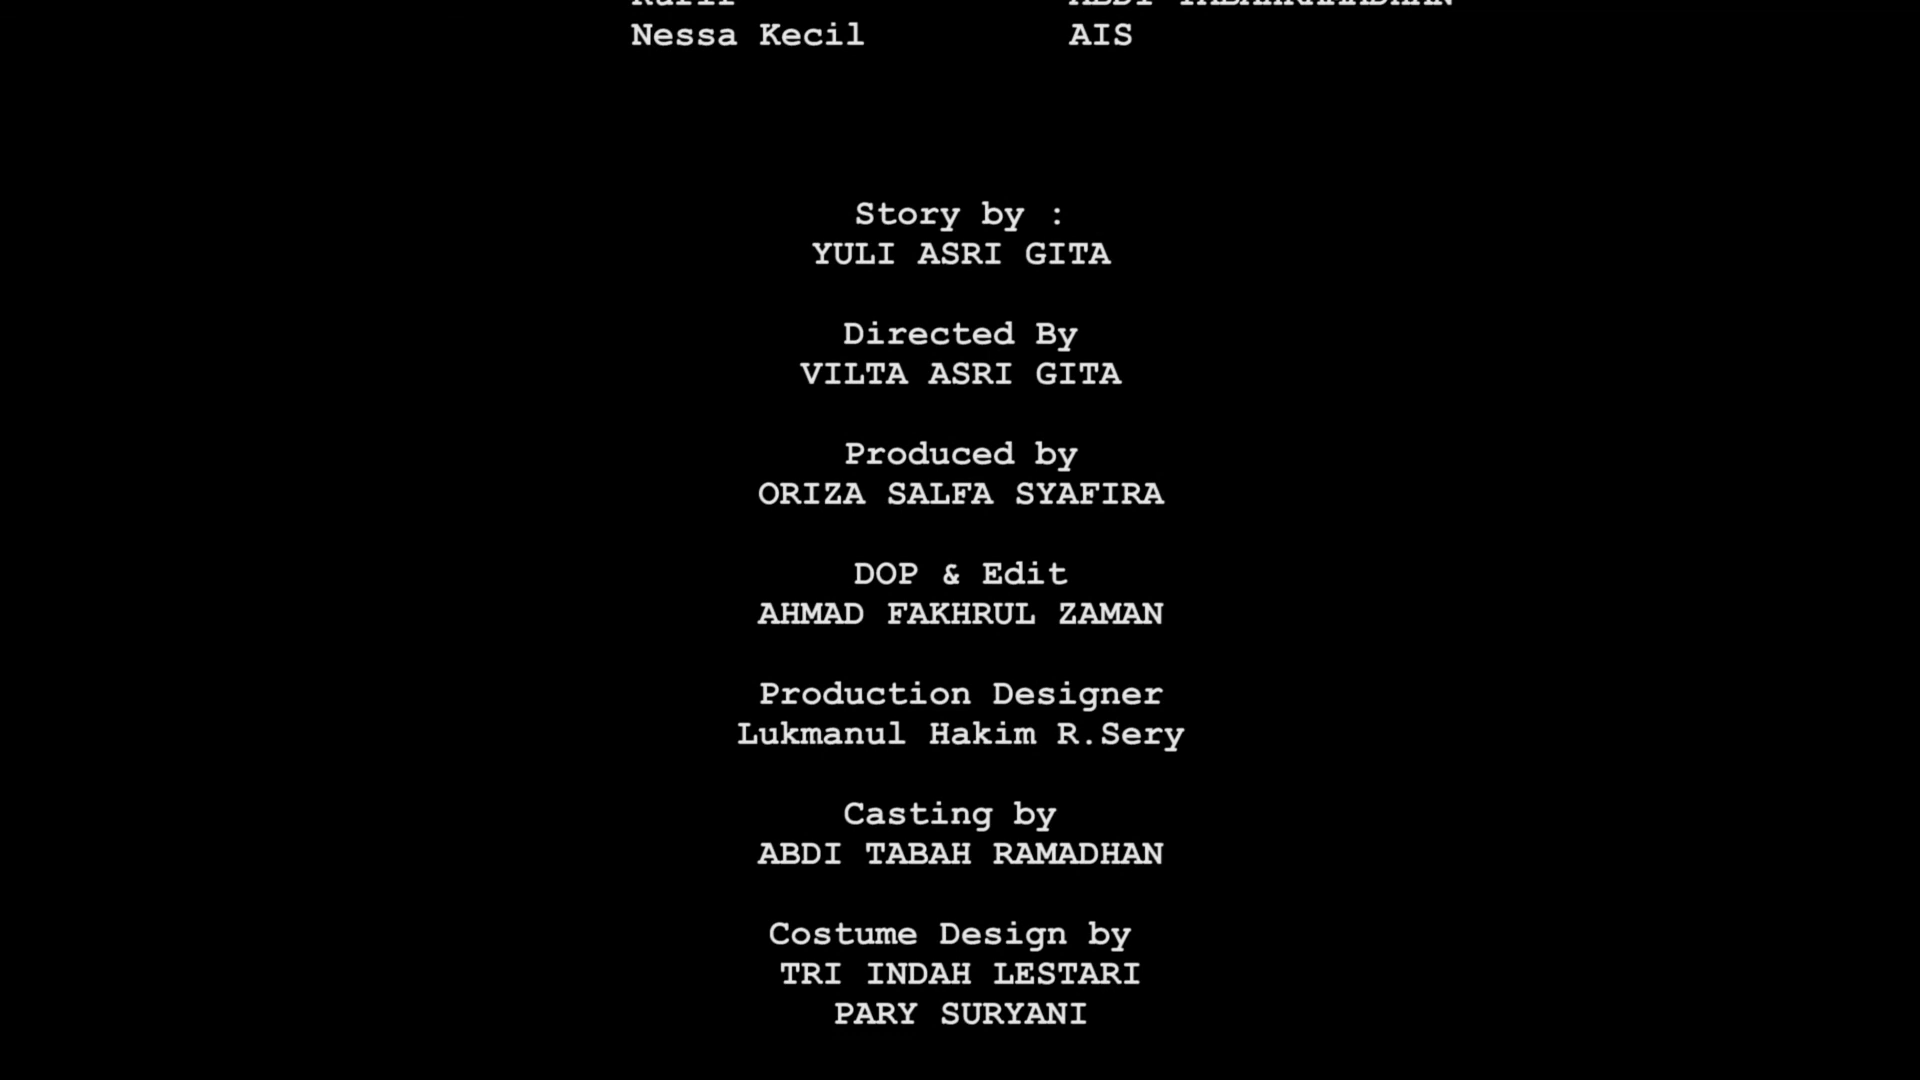 Nessa Kecil AIS
Story by :
YULI ASRI GITA
Directed By
VILTA ASRI GITA
Produced by
ORIZA SALFA SYAFIRA
DOP & Edit
AHMAD FAKHRUL ZAMAN
Production Designer
Lukmanul Hakim R.Sery
Casting by
ABDI TABAH RAMADHAN
Costume Design by
TRI INDAH LESTARI
PARY SURYANI